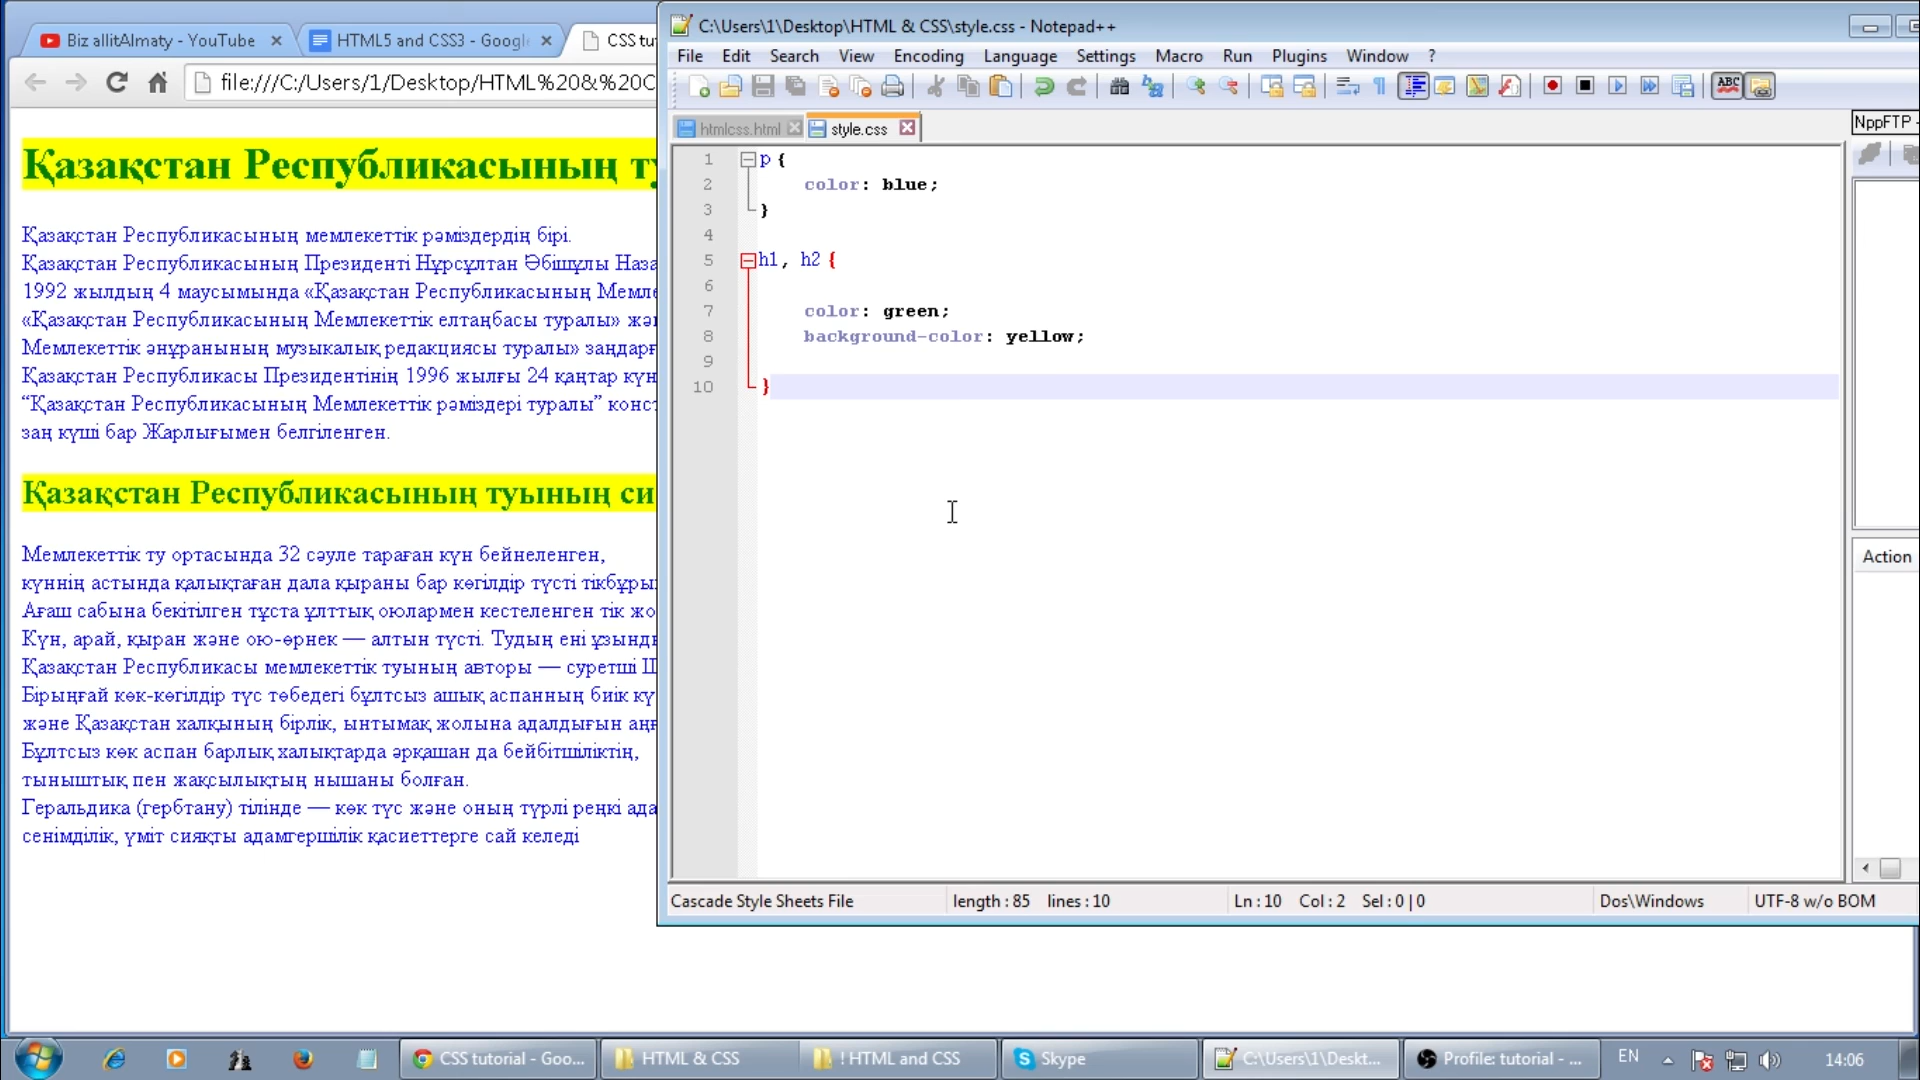 Biz allitAlmaty - YouTube
HTML5 and CSS3 - Googl
CSS tu
file:///C:/Users/1/Desktop/HTML%20&%20C
Қазақстан Республикасының ту
Қазақстан Республикасының мемлекеттік рәміздердің бірі.
Қазақстан Республикасының Президенті Нұрсұлтан Әбішұлы Наза
1992 жылдың 4 маусымында «Қазақстан Республикасының Мемле
«Қазақстан Республикасының Мемлекеттік елтаңбасы туралы» жән
Мемлекеттік әнұранының музыкалық редакциясы туралы» заңдарғ
Қазақстан Республикасы Президентінің 1996 жылғы 24 қаңтар күн
“Қазақстан Республикасының Мемлекеттік рәміздері туралы” конст
заң күші бар Жарлығымен белгіленген.
Қазақстан Республикасының туының си
Мемлекеттік ту ортасында 32 сәуле тараған күн бейнеленген,
күннің астында қалықтаған дала қыраны бар көгілдір түсті тікбұрыш
Ағаш сабына бекітілген тұста ұлттық оюлармен кестеленген тік жо
Күн, арай, қыран және ою-өрнек — алтын түсті. Тудың ені ұзынды
Қазақстан Республикасы мемлекеттік туының авторы — суретші Ш
Бірыңғай көк-көгілдір түс төбедегі бұлтсыз ашық аспанның биік кү
және Қазақстан халқының бірлік, ынтымақ жолына адалдығын аңғ
Бұлтсыз көк аспан барлық халықтарда әрқашан да бейбітшіліктің,
тыныштық пен жақсылықтың нышаны болған.
Геральдика (гербтану) тілінде — көк түс және оның түрлі реңкі ада
сенімділік, үміт сияқты адамгершілік қасиеттерге сай келеді
C:\Users\1\Desktop\HTML & CSS\style.css - Notepad++
File Edit Search View Encoding Language Settings Macro Run Plugins Window ?
ABC
htmlcss.html style.css
NppFTP -
1 p {
2 color: blue;
3 }
4
5 h1, h2 {
6
7 color: green;
8 background-color: yellow;
9
10 }
Action
Cascade Style Sheets File length : 85 lines : 10 Ln : 10 Col : 2 Sel : 0 | 0 Dos\Windows UTF-8 w/o BOM
CSS tutorial - Goo... HTML & CSS ! HTML and CSS Skype C:\Users\1\Deskt... Profile: tutorial - ... EN 14:06